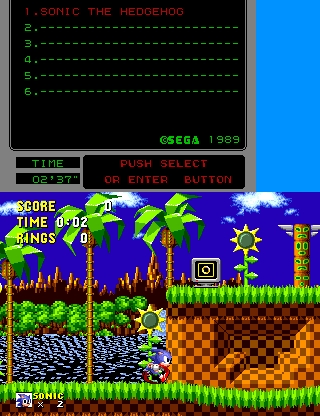 1.SONIC THE HEDGEHOG
2.
3.
4.
5.
6.
©SEGA 1989
TIME
02'37"
PUSH SELECT
OR ENTER BUTTON
SCORE 0
TIME 0:02
RINGS 0
SONIC
x 2